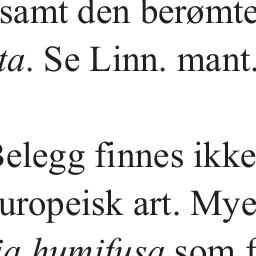 samt den berømte
ta. Se Linn. mant.
Belegg finnes ikke
uropeisk art. Mye
ia humifusa som f